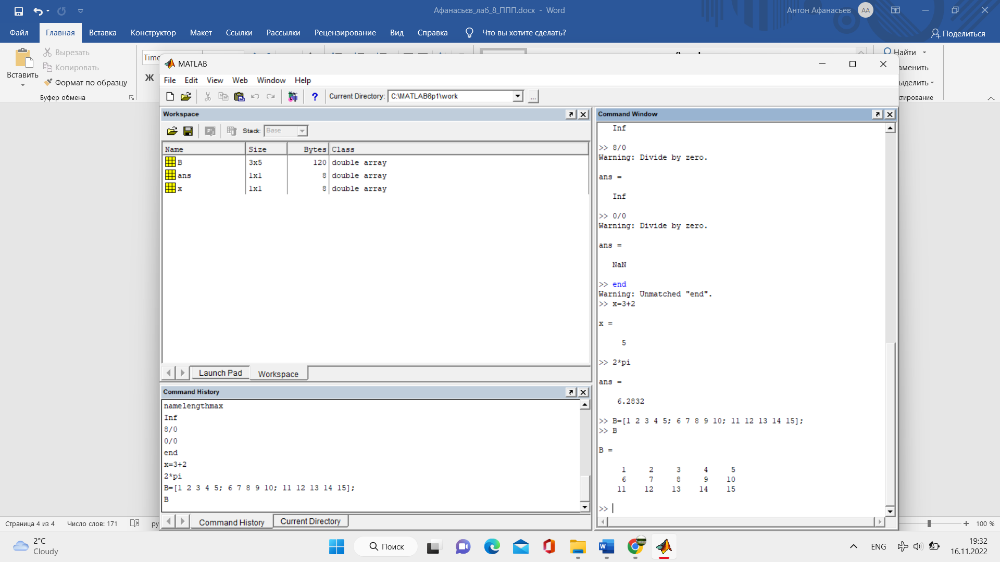 Афанасьєв_лаб_8_ППП.docx - Word
Антон Афанасьев
АА
Файл Главная Вставка Конструктор Макет Ссылки Рассылки Рецензирование Вид Справка Что вы хотите сделать? Поделиться
Вставить
Вырезать
Копировать
Формат по образцу
Буфер обмена
Time
Ж
Найти
аменить
ыделить
ктирование
MATLAB
File Edit View Web Window Help
Current Directory: C:\MATLAB6p1\work
...
Workspace
Stack: Base
Name Size Bytes Class
B 3x5 120 double array
ans 1x1 8 double array
x 1x1 8 double array
Launch Pad Workspace
Command History
namelengthmax
Inf
8/0
0/0
end
x=3+2
2*pi
B=[1 2 3 4 5; 6 7 8 9 10; 11 12 13 14 15];
B
Command History Current Directory
Command Window
Inf
>> 8/0
Warning: Divide by zero.
ans =
Inf
>> 0/0
Warning: Divide by zero.
ans =
NaN
>> end
Warning: Unmatched "end".
>> x=3+2
x =
5
>> 2*pi
ans =
6.2832
>> B=[1 2 3 4 5; 6 7 8 9 10; 11 12 13 14 15];
>> B
B =
1 2 3 4 5
6 7 8 9 10
11 12 13 14 15
>>
Страница 4 из 4 Число слов: 171 ру
100 %
2°C
Cloudy
Поиск
ENG
19:32
16.11.2022